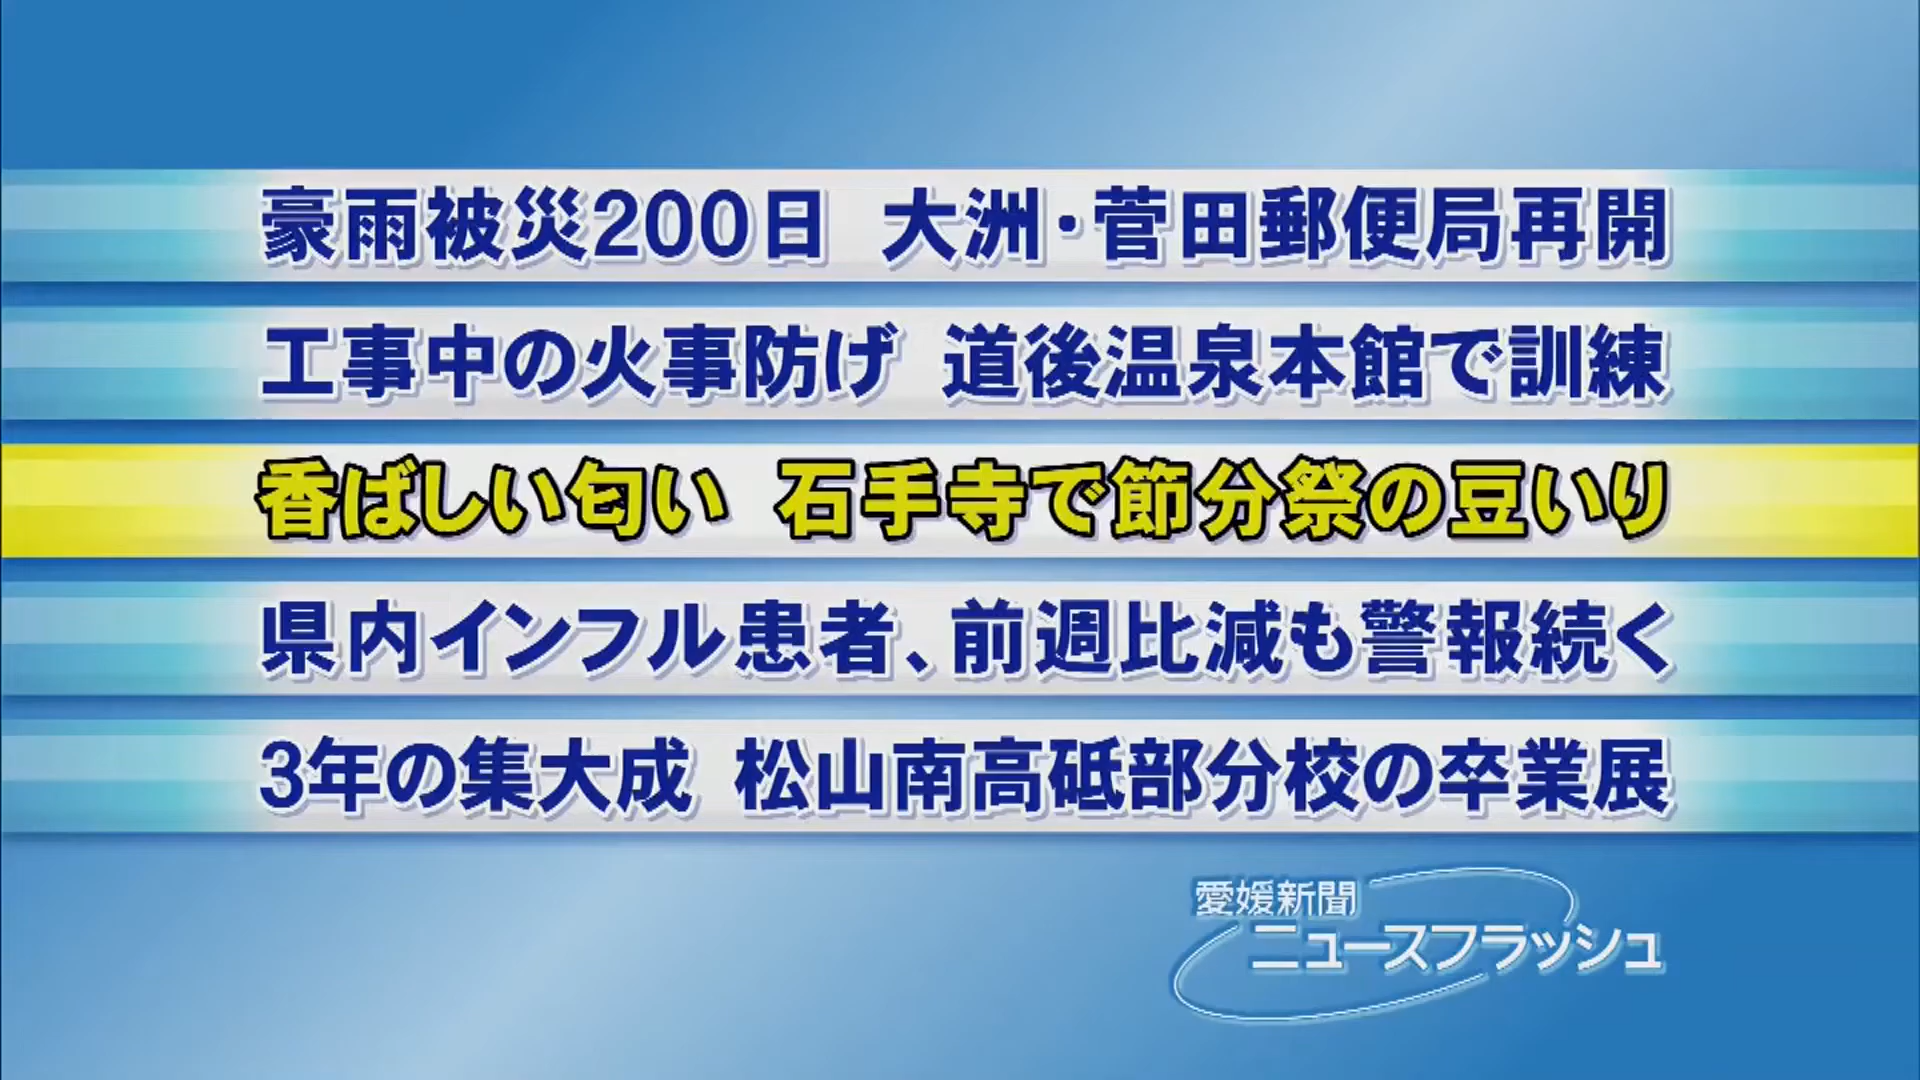 豪雨被災200日　大洲・菅田郵便局再開
工事中の火事防げ　道後温泉本館で訓練
香ばしい匂い　石手寺で節分祭の豆いり
県内インフル患者、前週比減も警報続く
3年の集大成　松山南高砥部分校の卒業展
愛媛新聞
ニュースフラッシュ